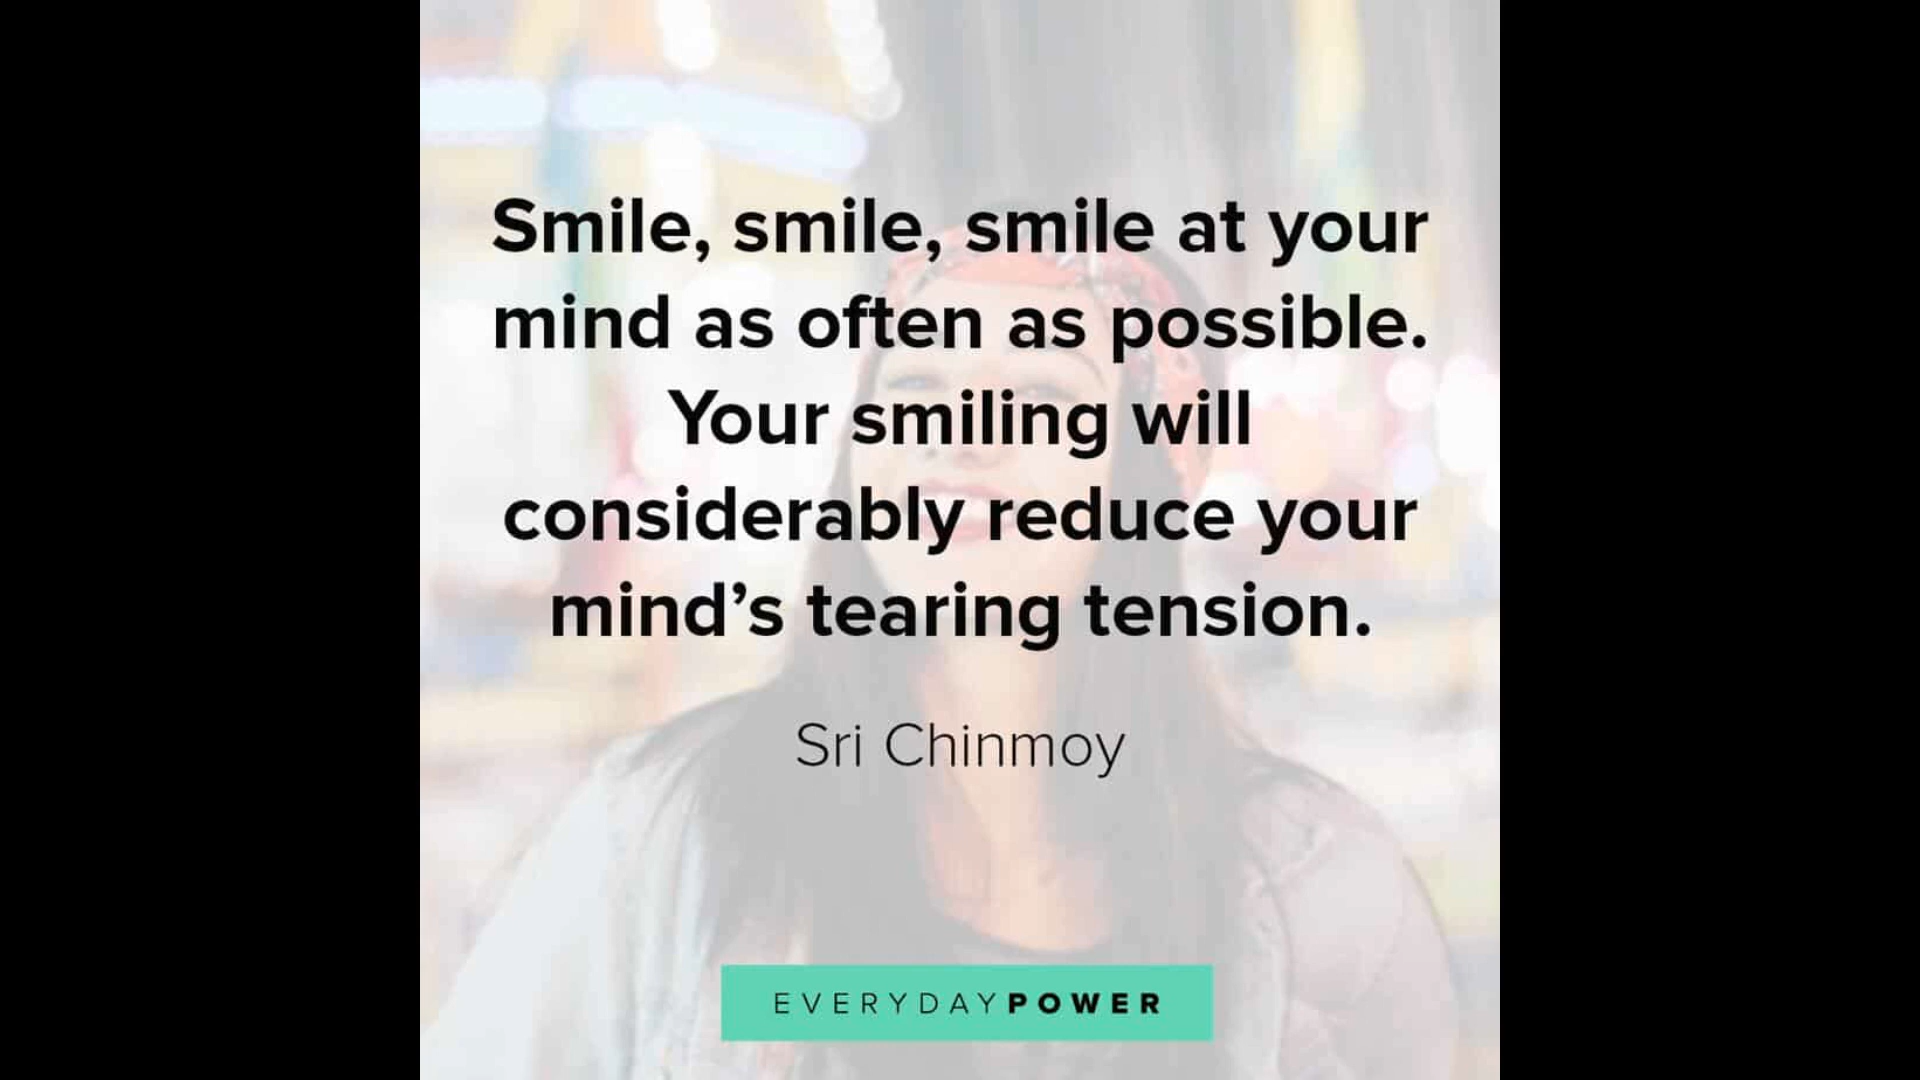 Smile, smile, smile at your
mind as often as possible.
Your smiling will
considerably reduce your
mind’s tearing tension.
Sri Chinmoy
EVERYDAYPOWER